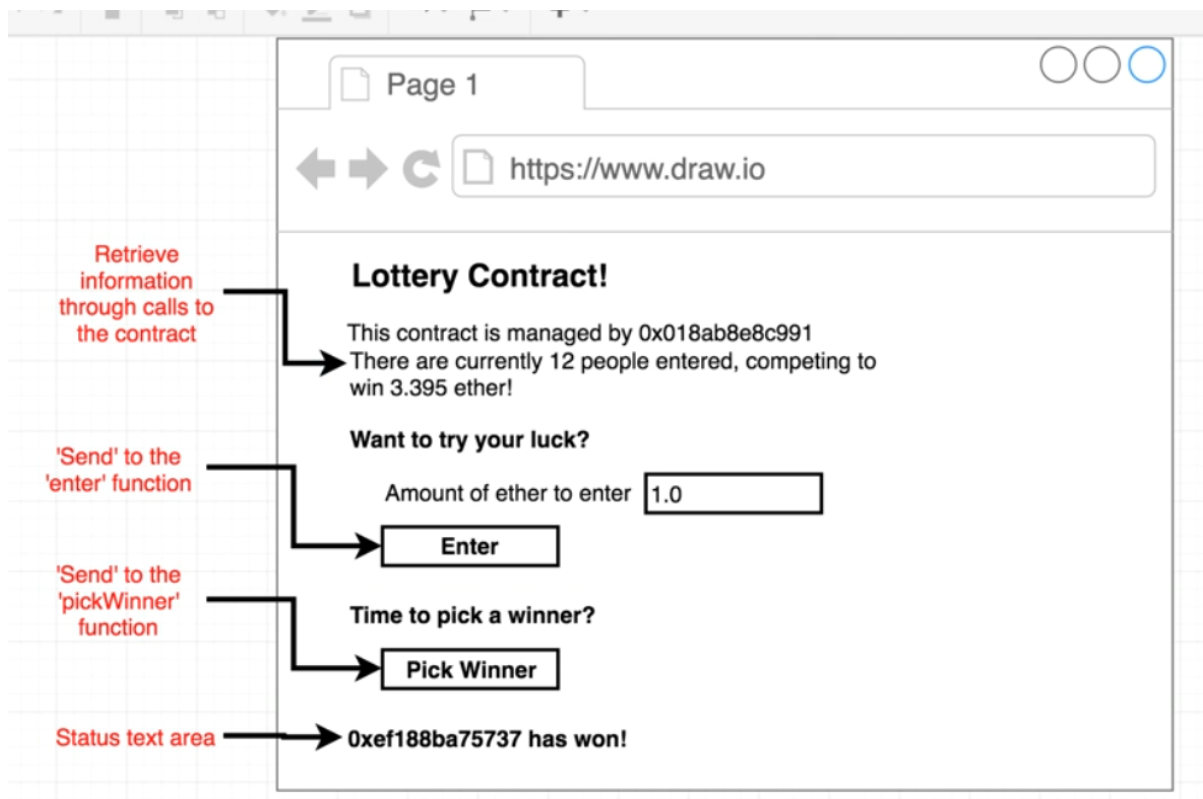 Page 1
https://www.draw.io
Retrieve
information
through calls to
the contract
Lottery Contract!
This contract is managed by 0x018ab8e8c991
There are currently 12 people entered, competing to
win 3.395 ether!
Want to try your luck?
'Send' to the
'enter' function
Amount of ether to enter 1.0
Enter
'Send' to the
'pickWinner'
function
Time to pick a winner?
Pick Winner
Status text area
0xef188ba75737 has won!